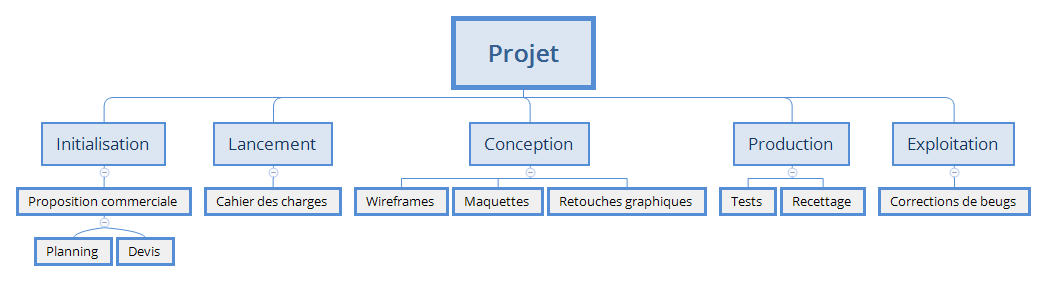 Projet
Initialisation
Lancement
Conception
Production
Exploitation
Proposition commerciale
Cahier des charges
Wireframes
Maquettes
Retouches graphiques
Tests
Recettage
Corrections de beugs
Planning
Devis